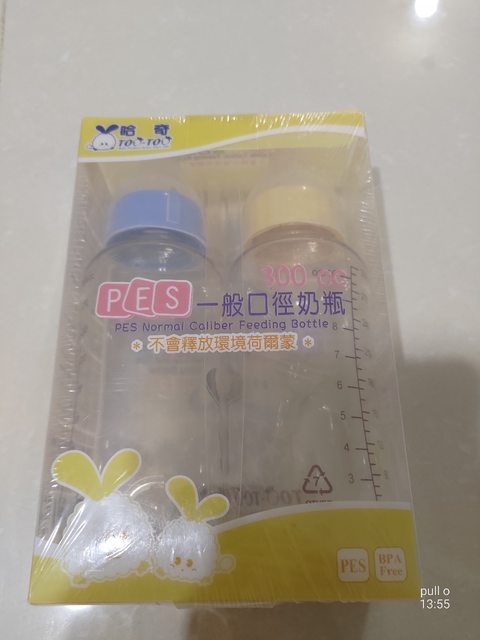 哈奇
TOO-TOO
300 cc
PES 一般口徑奶瓶
PES Normal Caliber Feeding Bottle
* 不會釋放環境荷爾蒙 *
8
7
6
5
4
3
7
PES
BPA
Free
pull o
13:55